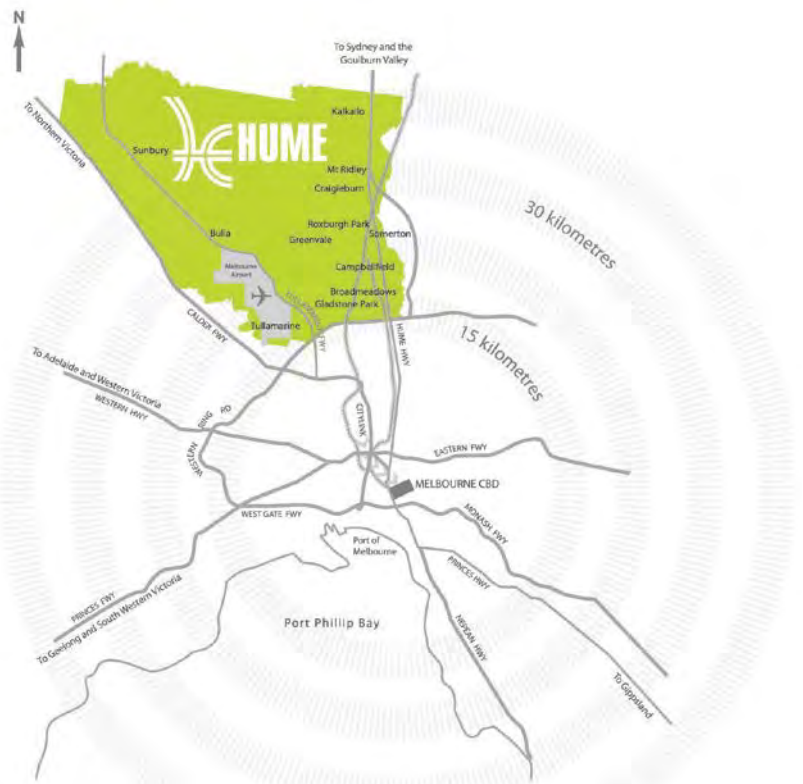 N
To Sydney and the
Goulburn Valley
To Northern Victoria
Kalkallo
HUME
Sunbury
Mt Ridley
Craigieburn
30 kilometres
Roxburgh Park
Bulla
Somerton
Greenvale
Melbourne
Airport
Campbellfield
Broadmeadows
TULLAMARINE FWY
Gladstone Park
Tullamarine
CALDER FWY
HUME HWY
15 kilometres
To Adelaide and Western Victoria
WESTERN HWY
WESTERN RING RD
CITYLINK
EASTERN FWY
MELBOURNE CBD
WEST GATE FWY
MONASH FWY
Port of
Melbourne
PRINCES HWY
PRINCES FWY
To Geelong and South Western Victoria
Port Phillip Bay
NEPEAN HWY
To Gippsland